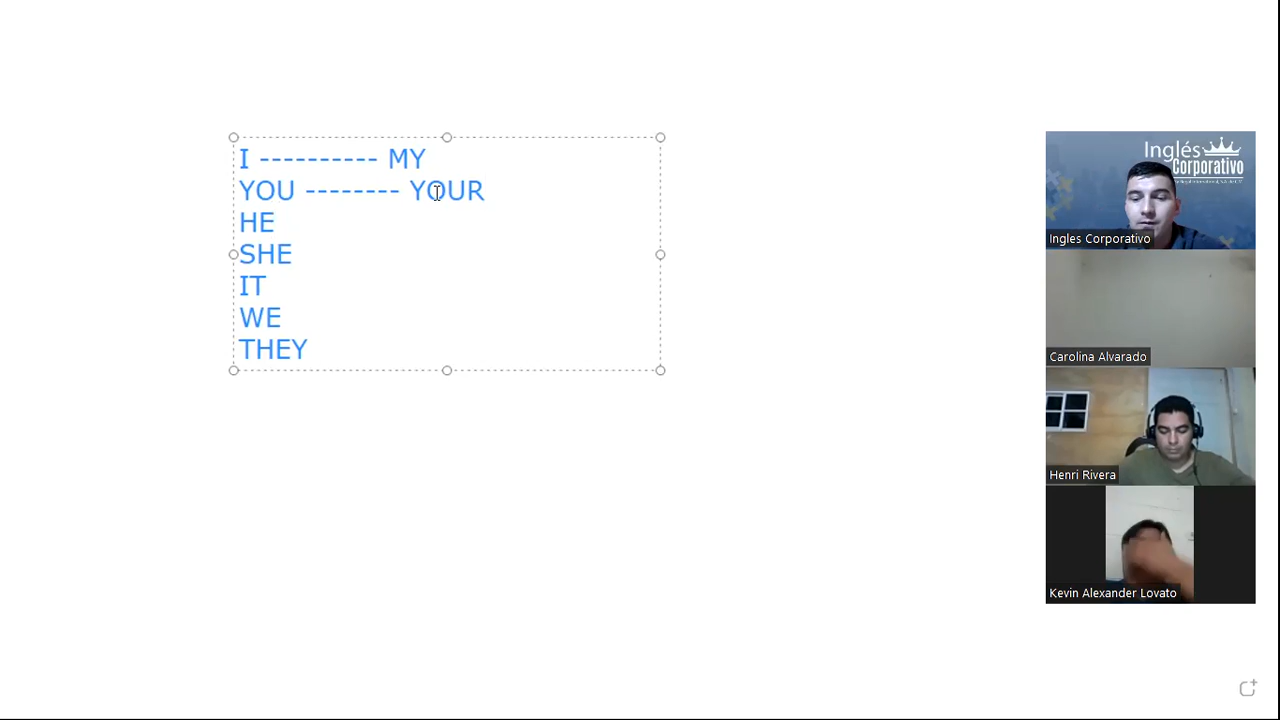 I ---------- MY
YOU -------- YOUR
HE
SHE
IT
WE
THEY
Inglés
Corporativo
Ingles Corporativo
Carolina Alvarado
Henri Rivera
Kevin Alexander Lovato